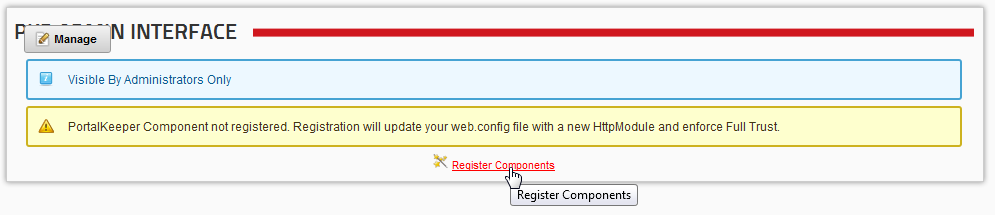 ADMIN INTERFACE
Manage
Visible By Administrators Only
PortalKeeper Component not registered. Registration will update your web.config file with a new HttpModule and enforce Full Trust.
Register Components
Register Components